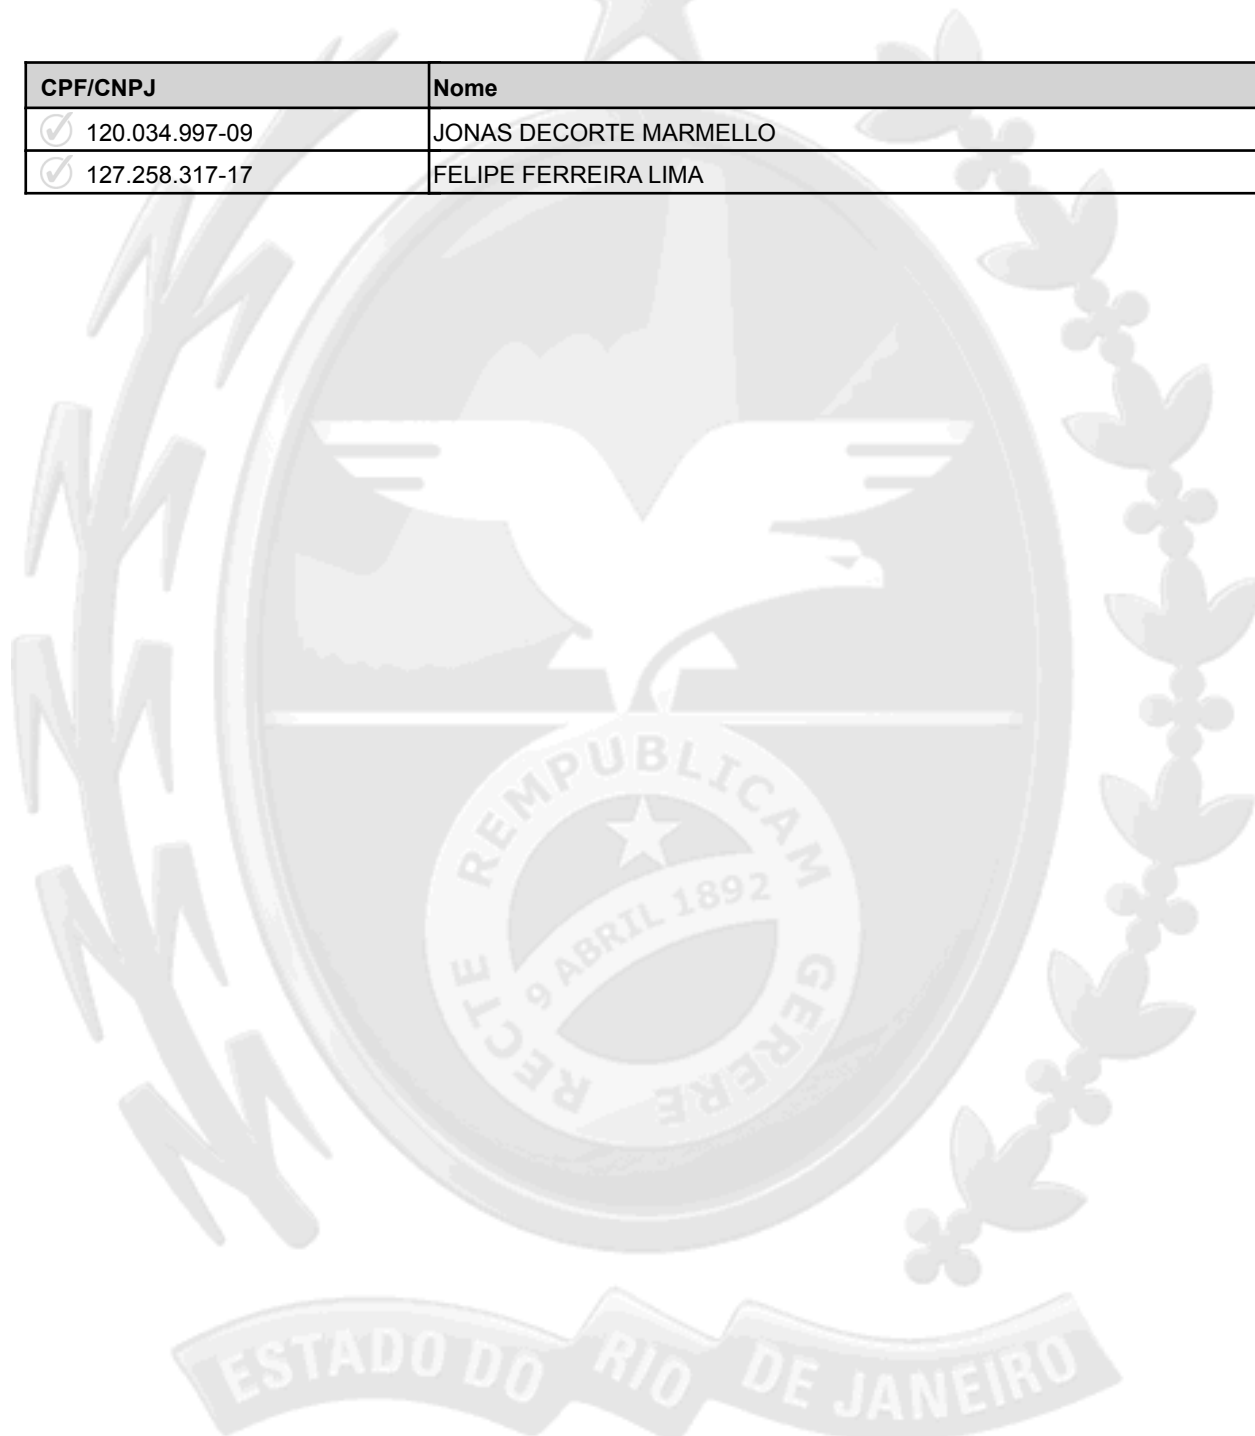 CPF/CNPJ Nome
120.034.997-09 JONAS DECORTE MARMELLO
127.258.317-17 FELIPE FERREIRA LIMA
RECTE REMPUBLICAM GERERE
9 ABRIL 1892
ESTADO DO RIO DE JANEIRO